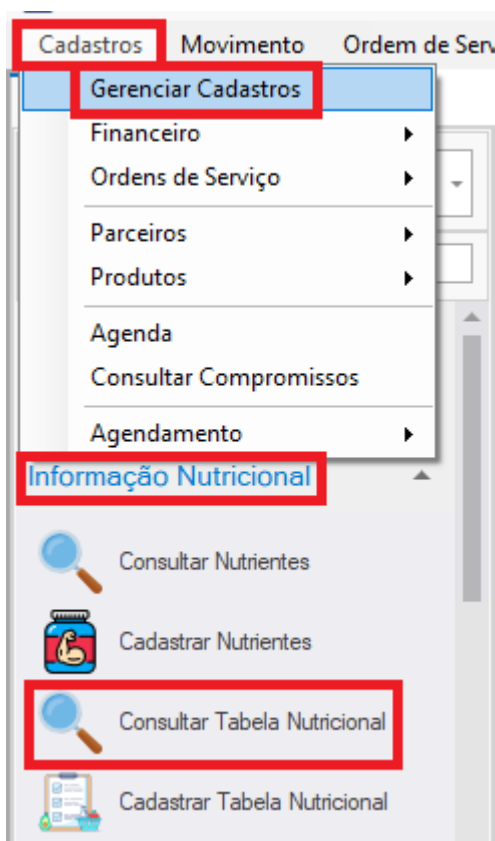 Cadastros Movimento Ordem de Serv
Gerenciar Cadastros
Financeiro
Ordens de Serviço
Parceiros
Produtos
Agenda
Consultar Compromissos
Agendamento
Informação Nutricional
Consultar Nutrientes
Cadastrar Nutrientes
Consultar Tabela Nutricional
Cadastrar Tabela Nutricional